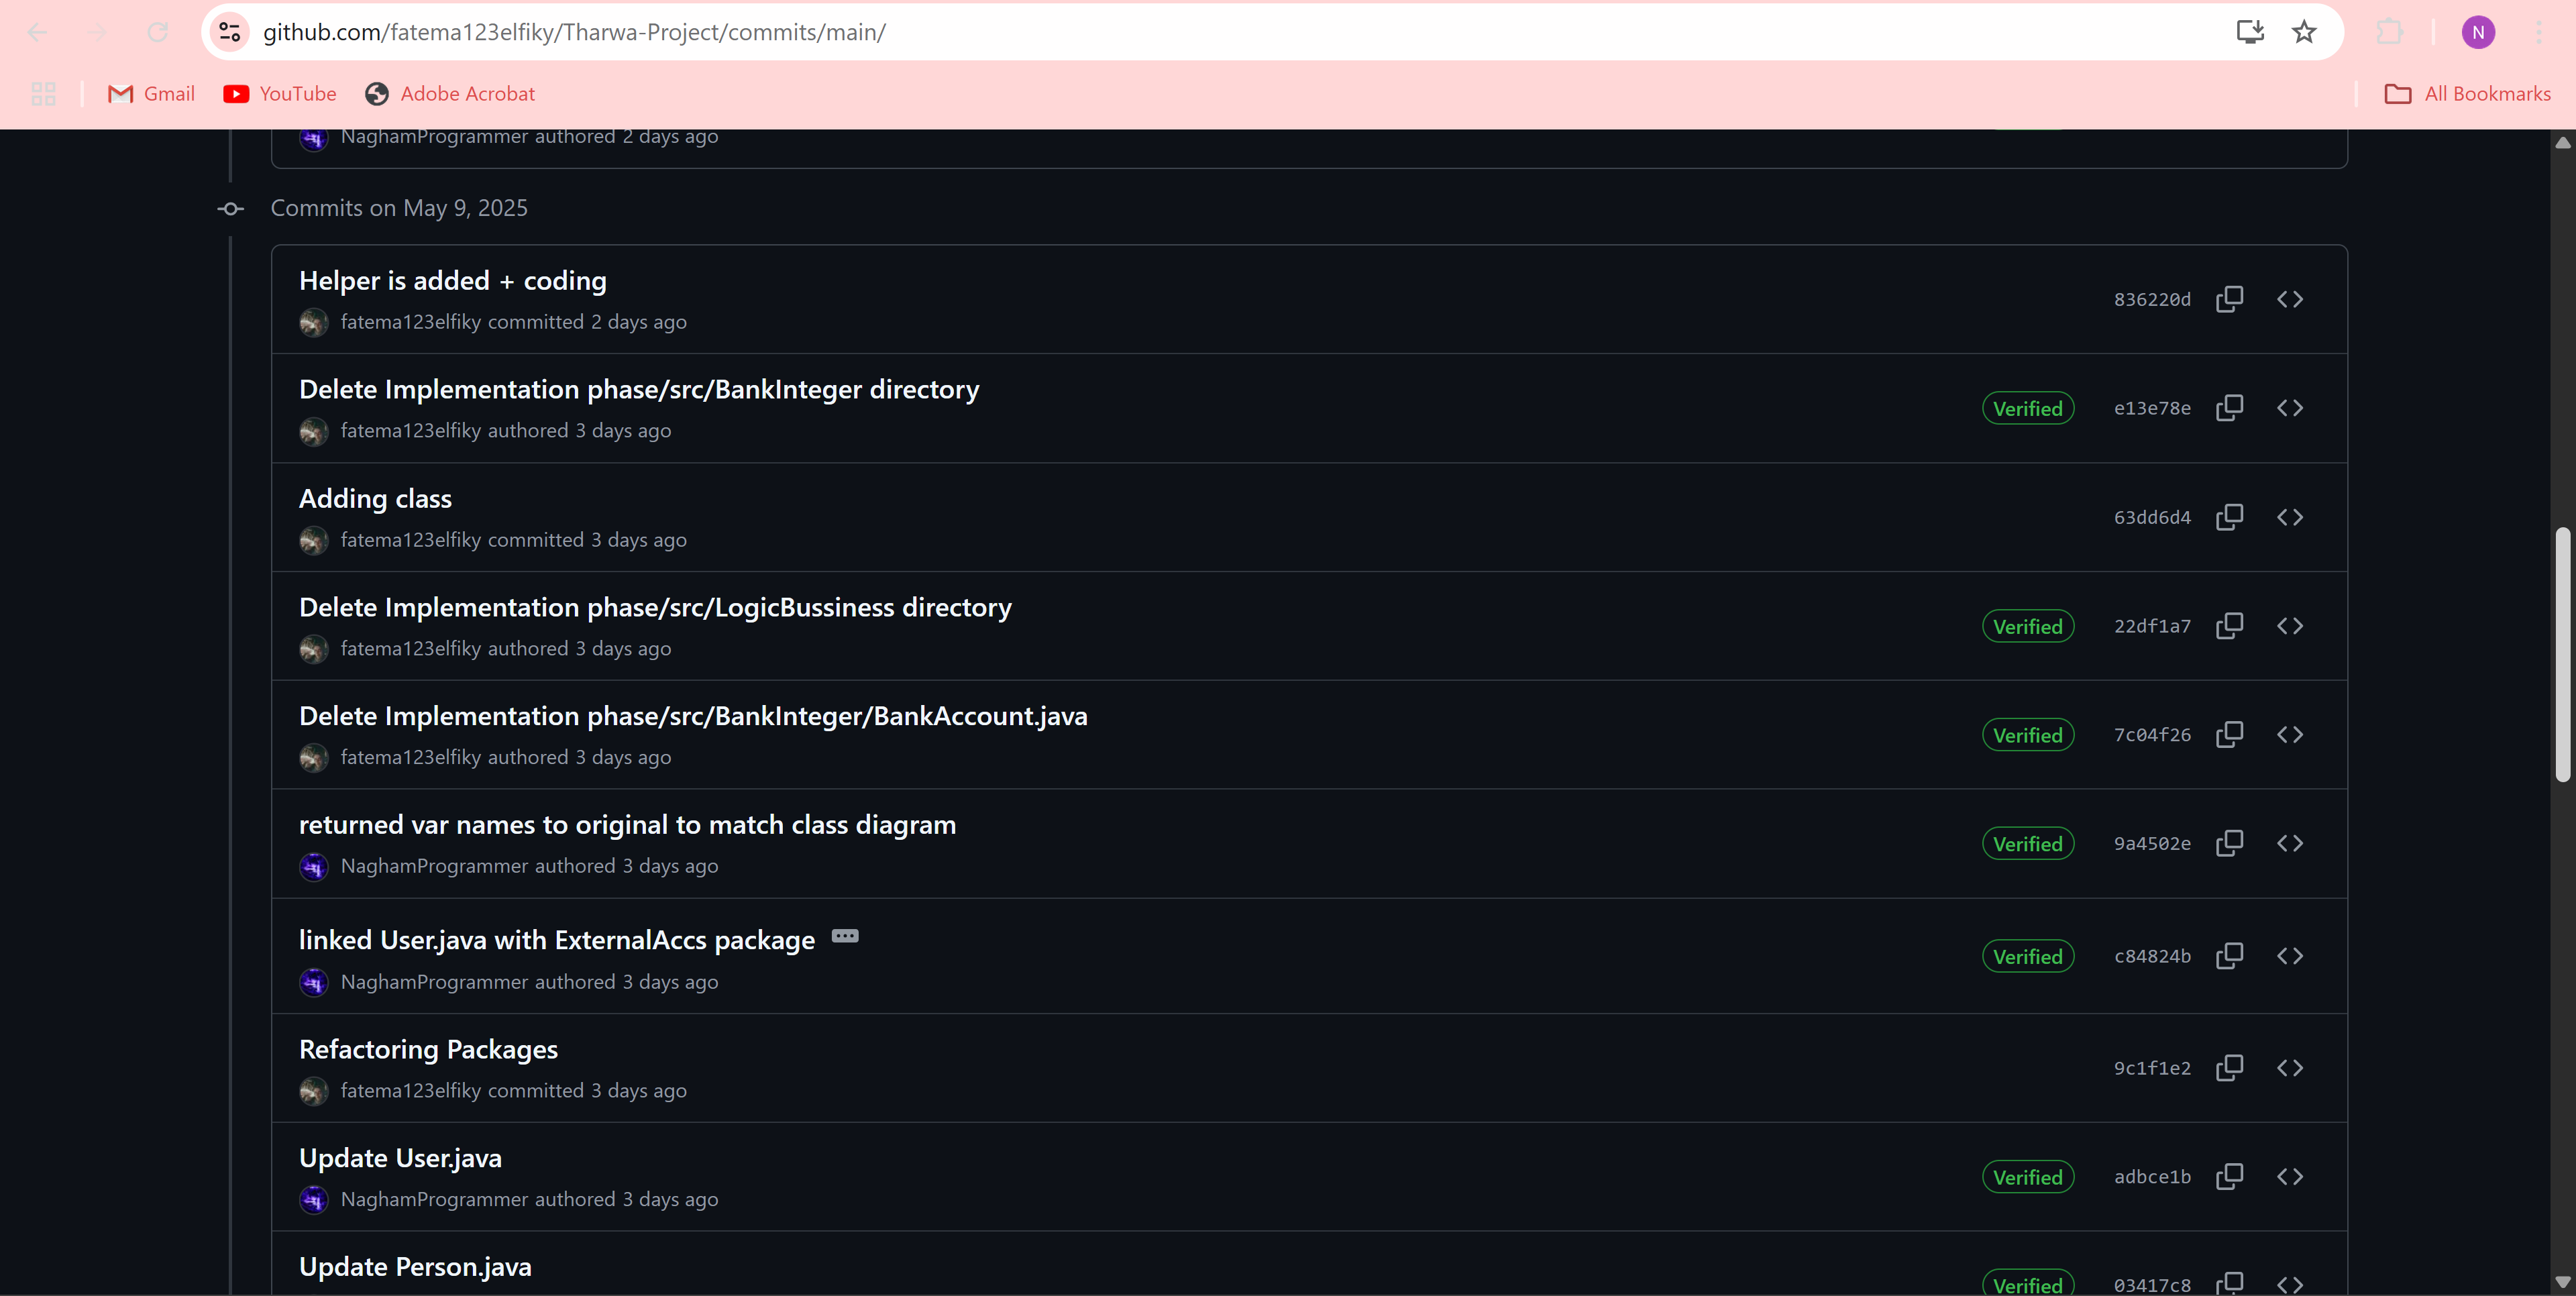 github.com/fatema123elfiky/Tharwa-Project/commits/main/
N
Gmail
YouTube
Adobe Acrobat
All Bookmarks
NaghamProgrammer authored 2 days ago
Commits on May 9, 2025
Helper is added + coding
fatema123elfiky committed 2 days ago
836220d
Delete Implementation phase/src/BankInteger directory
fatema123elfiky authored 3 days ago
Verified
e13e78e
Adding class
fatema123elfiky committed 3 days ago
63dd6d4
Delete Implementation phase/src/LogicBussiness directory
fatema123elfiky authored 3 days ago
Verified
22df1a7
Delete Implementation phase/src/BankInteger/BankAccount.java
fatema123elfiky authored 3 days ago
Verified
7c04f26
returned var names to original to match class diagram
NaghamProgrammer authored 3 days ago
Verified
9a4502e
linked User.java with ExternalAccs package
NaghamProgrammer authored 3 days ago
Verified
c84824b
Refactoring Packages
fatema123elfiky committed 3 days ago
9c1f1e2
Update User.java
NaghamProgrammer authored 3 days ago
Verified
adbce1b
Update Person.java
Verified
03417c8